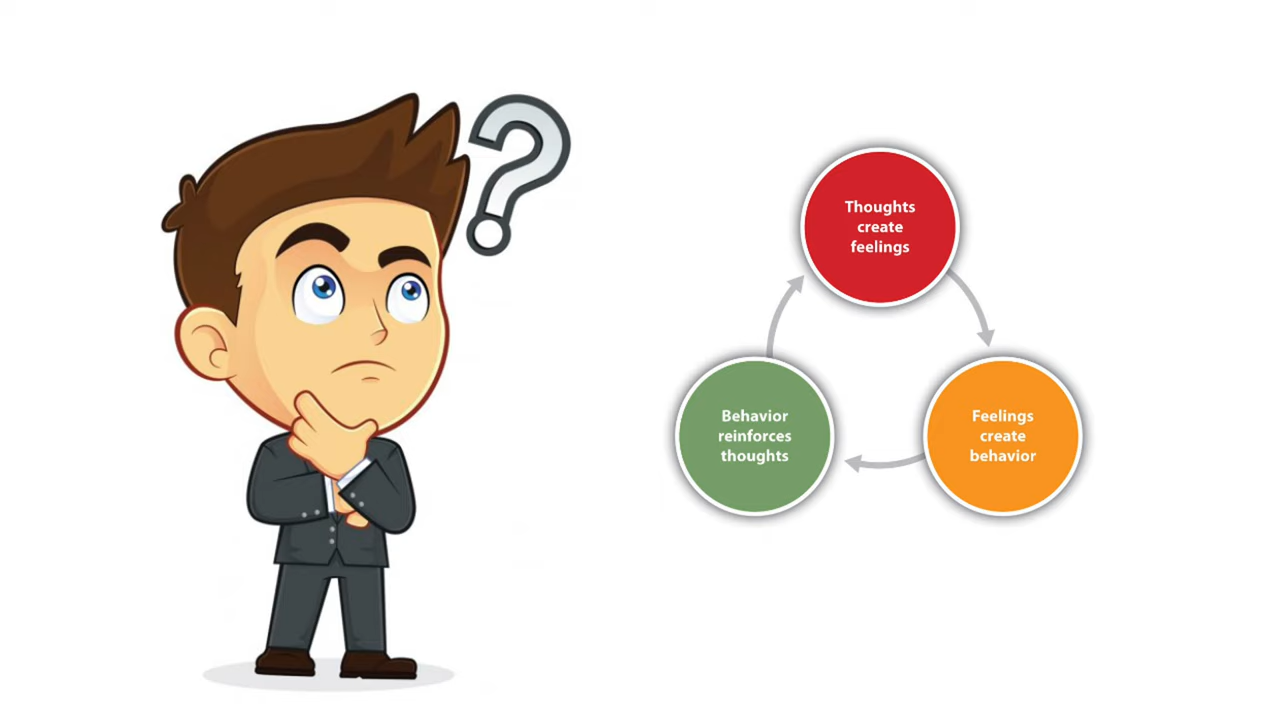 ?
Thoughts
create
feelings
Feelings
create
behavior
Behavior
reinforces
thoughts